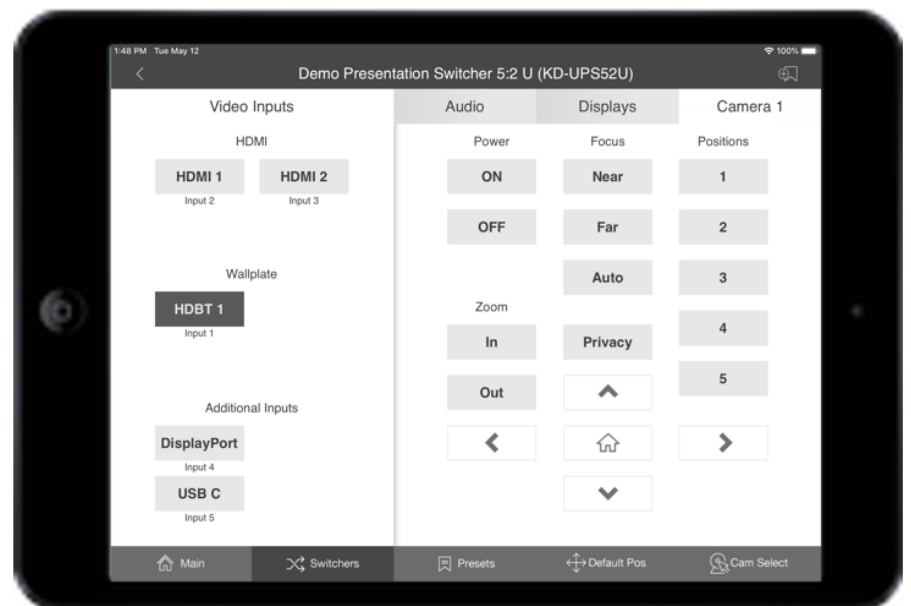 1:48 PM Tue May 12
100%
Demo Presentation Switcher 5:2 U (KD-UPS52U)
Video Inputs
HDMI
HDMI 1 HDMI 2
Input 2 Input 3
Wallplate
HDBT 1
Input 1
Additional Inputs
DisplayPort
Input 4
USB C
Input 5
Audio Displays Camera 1
Power Focus Positions
ON Near 1
OFF Far 2
Auto 3
Zoom
In Privacy 4
Out 5
Main Switchers Presets Default Pos Cam Select